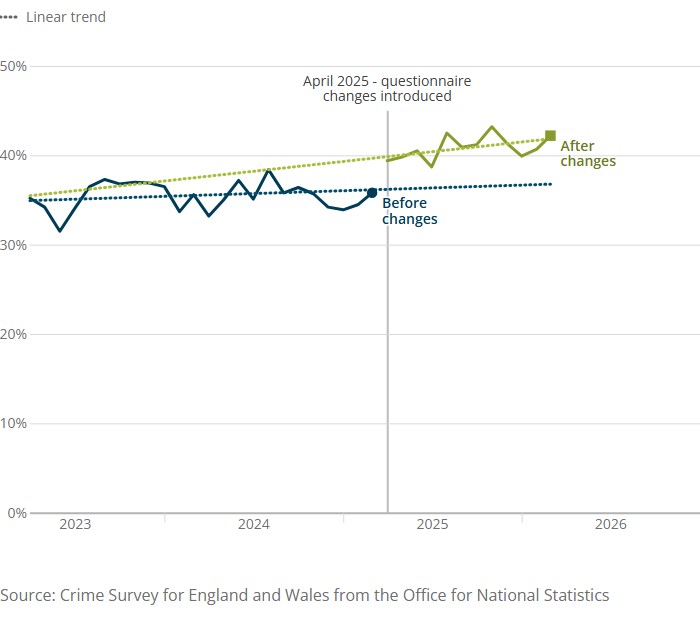 Linear trend
50%
April 2025 - questionnaire
changes introduced
40%
After
changes
Before
changes
30%
20%
10%
0%
2023 2024 2025 2026
Source: Crime Survey for England and Wales from the Office for National Statistics